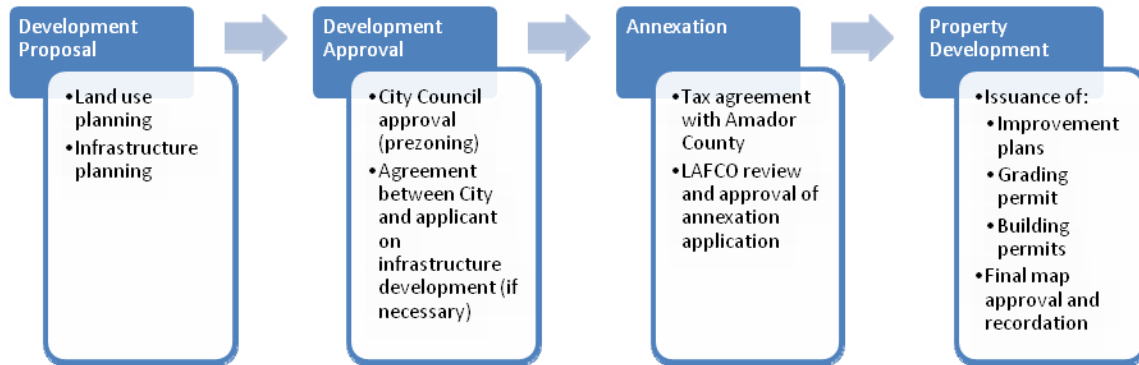 Development
Proposal
•Land use
planning
•Infrastructure
planning
Development
Approval
•City Council
approval
(prezoning)
•Agreement
between City
and applicant
on
infrastructure
development (if
necessary)
Annexation
•Tax agreement
with Amador
County
•LAFCO review
and approval of
annexation
application
Property
Development
•Issuance of:
•Improvement
plans
•Grading
permit
•Building
permits
•Final map
approval and
recordation